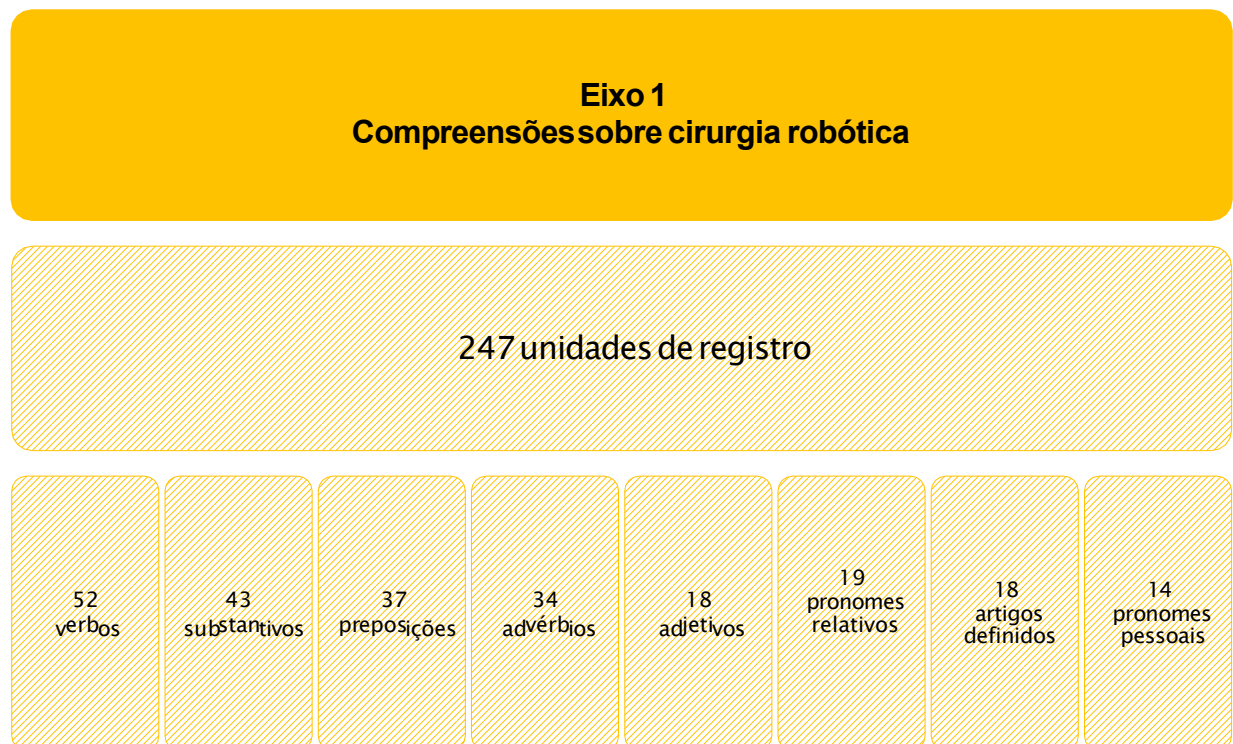 Eixo 1
Compreensões sobre cirurgia robótica
247 unidades de registro
52
verbos
43
substantivos
37
preposições
34
advérbios
18
adjetivos
19
pronomes
relativos
18
artigos
definidos
14
pronomes
pessoais